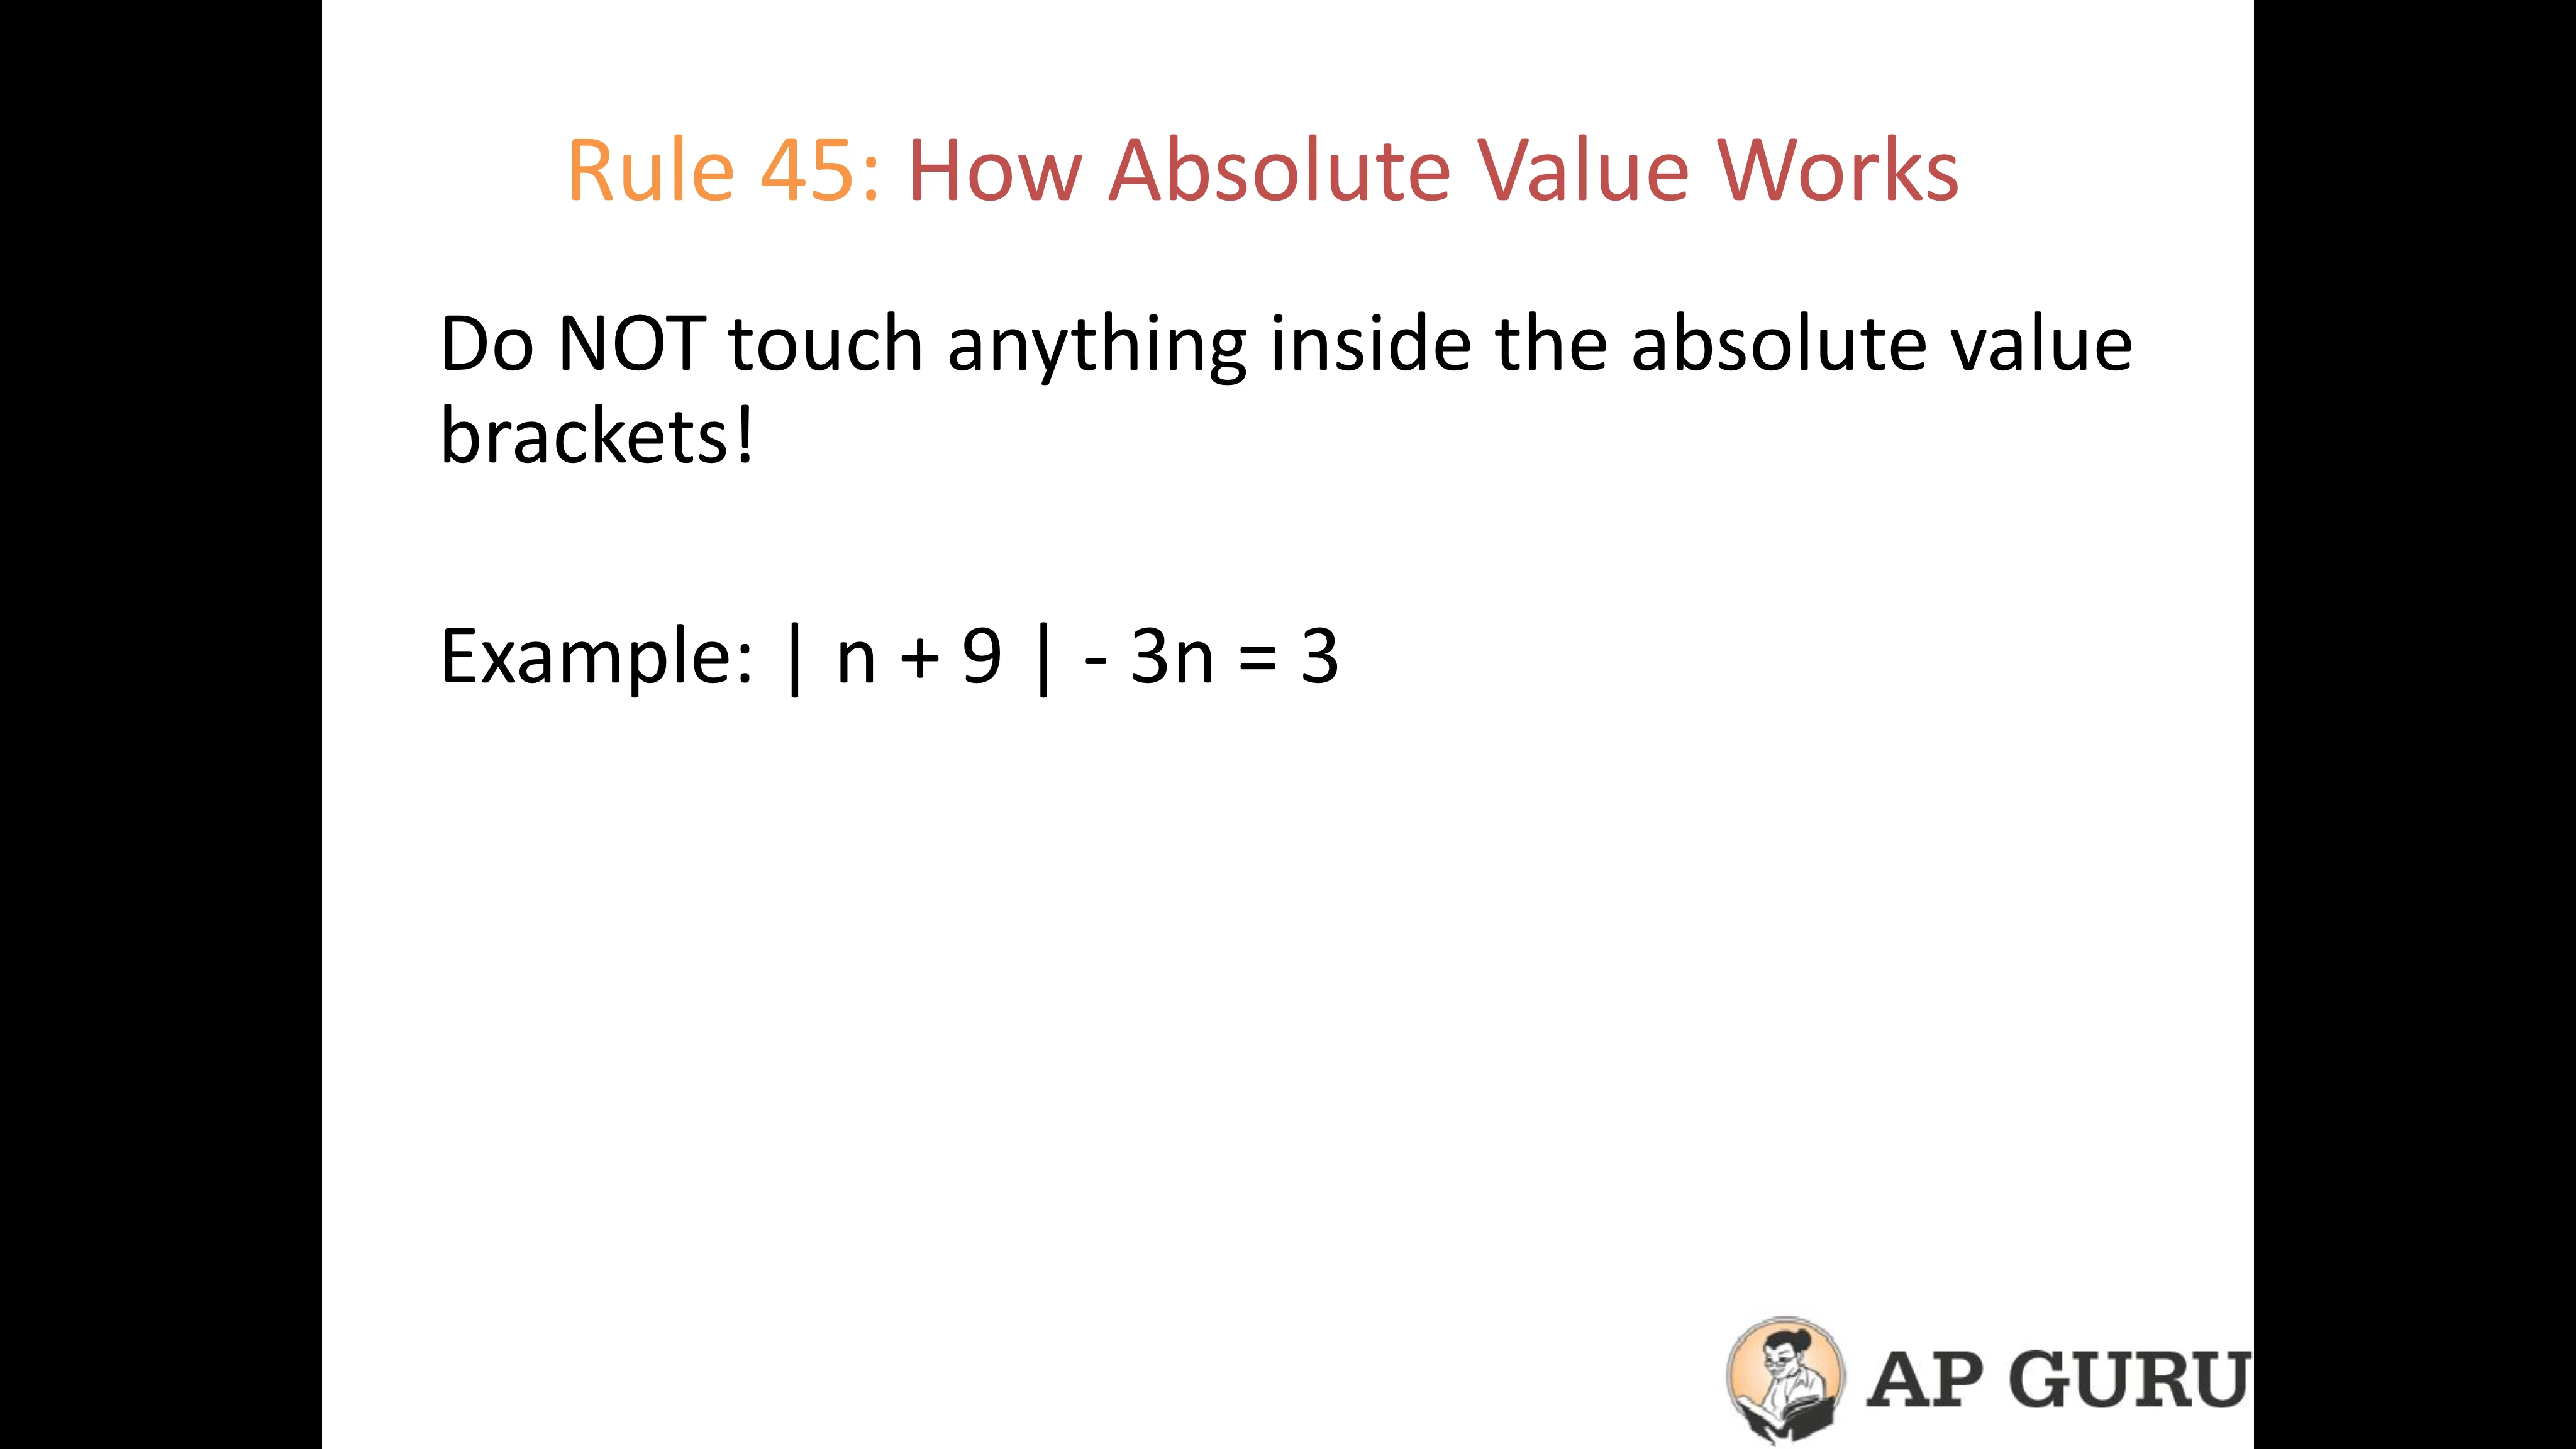 Rule 45: How Absolute Value Works
Do NOT touch anything inside the absolute value
brackets!
Example: | n + 9 | - 3n = 3
AP GURU